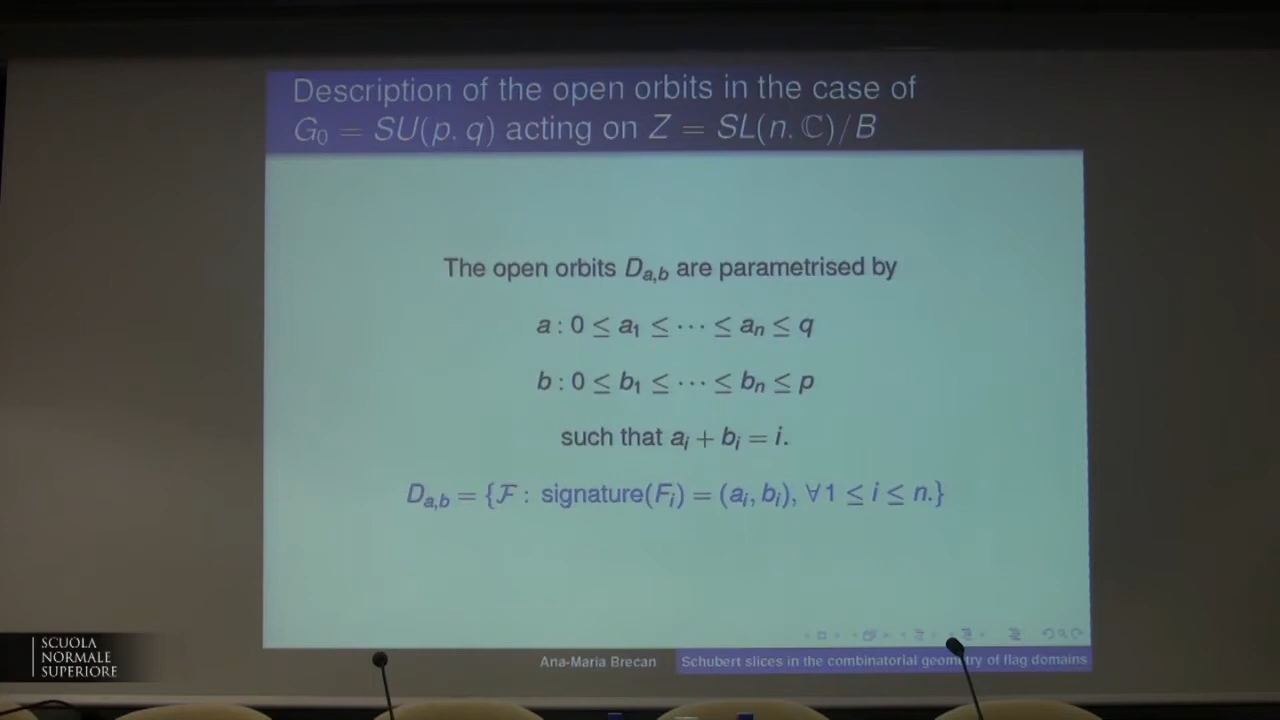 Description of the open orbits in the case of
G₀ = SU(p, q) acting on Z = SL(n, ℂ)/B
The open orbits Dₐ,b are parametrised by
a : 0 ≤ a₁ ≤ ··· ≤ aₙ ≤ q
b : 0 ≤ b₁ ≤ ··· ≤ bₙ ≤ p
such that aᵢ + bᵢ = i.
Dₐ,b = {ℱ : signature(Fᵢ) = (aᵢ, bᵢ), ∀ 1 ≤ i ≤ n.}
Ana-Maria Brecan Schubert slices in the combinatorial geometry of flag domains
SCUOLA
NORMALE
SUPERIORE